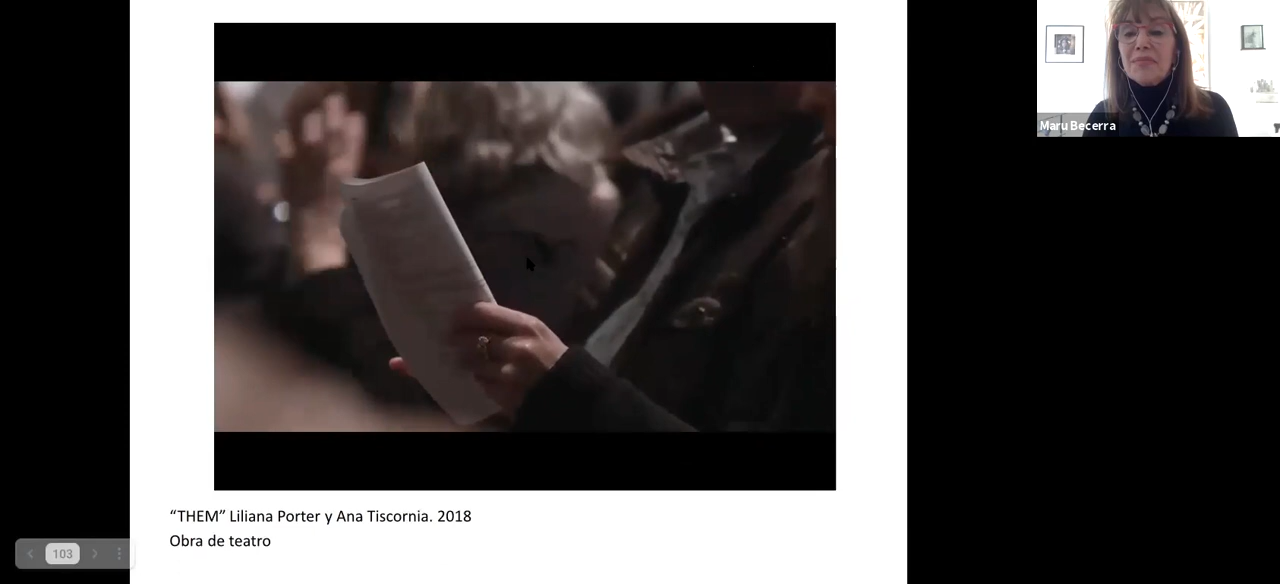 Maru Becerra
“THEM” Liliana Porter y Ana Tiscornia. 2018
Obra de teatro
103